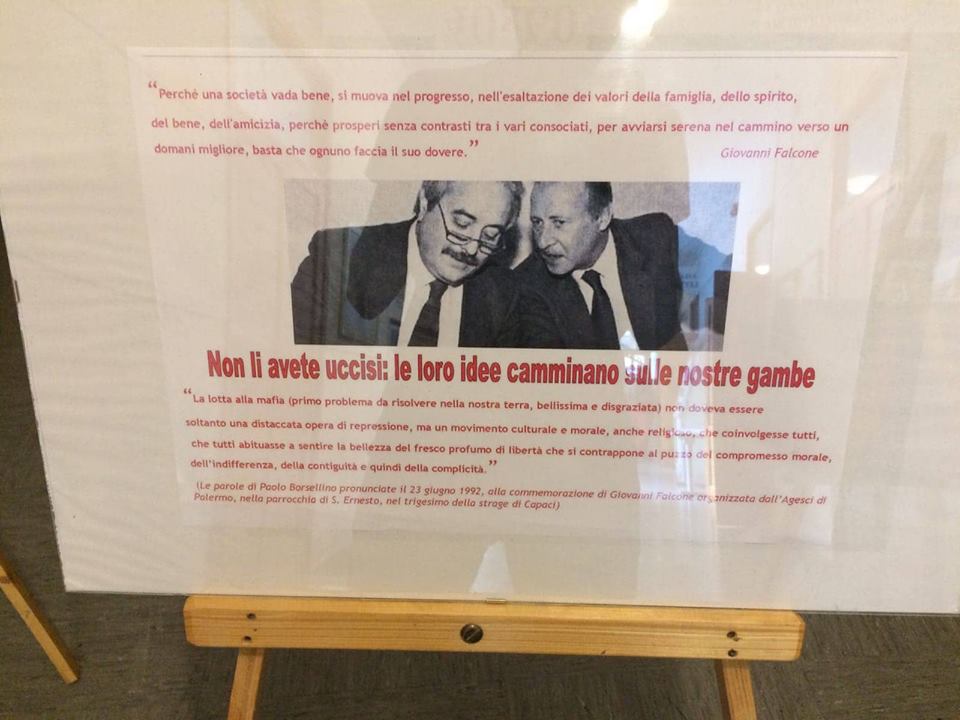 “Perché una società vada bene, si muova nel progresso, nell'esaltazione dei valori della famiglia, dello spirito,
del bene, dell'amicizia, perchè prosperi senza contrasti tra i vari consociati, per avviarsi serena nel cammino verso un
domani migliore, basta che ognuno faccia il suo dovere.”
Giovanni Falcone
Non li avete uccisi: le loro idee camminano sulle nostre gambe
“La lotta alla mafia (primo problema da risolvere nella nostra terra, bellissima e disgraziata) non doveva essere
soltanto una distaccata opera di repressione, ma un movimento culturale e morale, anche religioso, che coinvolgesse tutti,
che tutti abituasse a sentire la bellezza del fresco profumo di libertà che si contrappone al puzzo del compromesso morale,
dell'indifferenza, della contiguità e quindi della complicità.”
(Le parole di Paolo Borsellino pronunciate il 23 giugno 1992, alla commemorazione di Giovanni Falcone organizzata dall'Agesci di
Palermo, nella parrocchia di S. Ernesto, nel trigesimo della strage di Capaci)